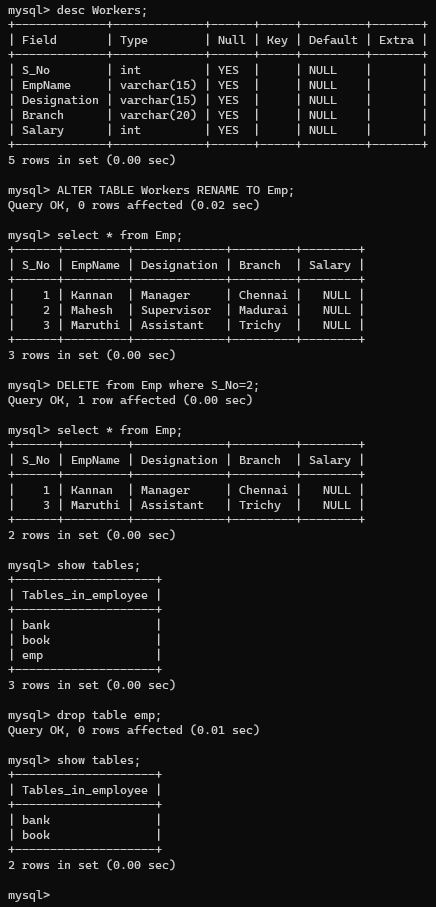 mysql> desc Workers;
+-------------+-------------+------+-----+---------+-------+
| Field       | Type        | Null | Key | Default | Extra |
+-------------+-------------+------+-----+---------+-------+
| S_No        | int         | YES  |     | NULL    |       |
| EmpName     | varchar(15) | YES  |     | NULL    |       |
| Designation | varchar(15) | YES  |     | NULL    |       |
| Branch      | varchar(20) | YES  |     | NULL    |       |
| Salary      | int         | YES  |     | NULL    |       |
+-------------+-------------+------+-----+---------+-------+
5 rows in set (0.00 sec)

mysql> ALTER TABLE Workers RENAME TO Emp;
Query OK, 0 rows affected (0.02 sec)

mysql> select * from Emp;
+------+---------+-------------+---------+--------+
| S_No | EmpName | Designation | Branch  | Salary |
+------+---------+-------------+---------+--------+
|    1 | Kannan  | Manager     | Chennai |   NULL |
|    2 | Mahesh  | Supervisor  | Madurai |   NULL |
|    3 | Maruthi | Assistant   | Trichy  |   NULL |
+------+---------+-------------+---------+--------+
3 rows in set (0.00 sec)

mysql> DELETE from Emp where S_No=2;
Query OK, 1 row affected (0.00 sec)

mysql> select * from Emp;
+------+---------+-------------+---------+--------+
| S_No | EmpName | Designation | Branch  | Salary |
+------+---------+-------------+---------+--------+
|    1 | Kannan  | Manager     | Chennai |   NULL |
|    3 | Maruthi | Assistant   | Trichy  |   NULL |
+------+---------+-------------+---------+--------+
2 rows in set (0.00 sec)

mysql> show tables;
+--------------------+
| Tables_in_employee |
+--------------------+
| bank               |
| book               |
| emp                |
+--------------------+
3 rows in set (0.00 sec)

mysql> drop table emp;
Query OK, 0 rows affected (0.01 sec)

mysql> show tables;
+--------------------+
| Tables_in_employee |
+--------------------+
| bank               |
| book               |
+--------------------+
2 rows in set (0.00 sec)

mysql>